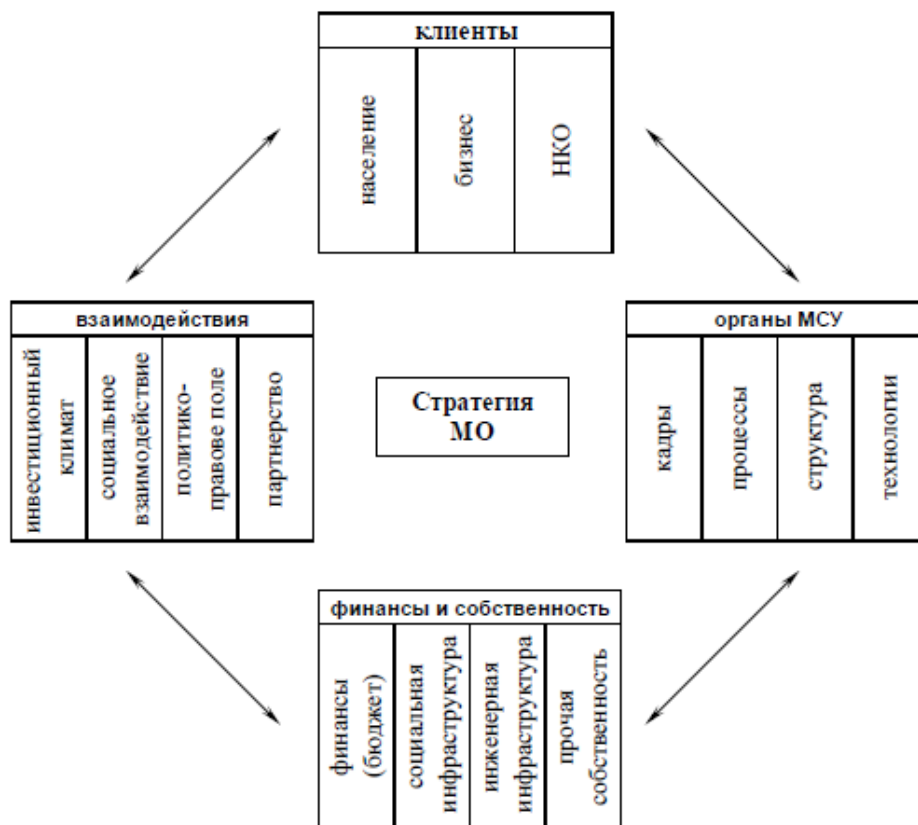 клиенты
население
бизнес
НКО
взаимодействия
инвестиционный
климат
социальное
взаимодействие
политико-
правове поле
партнерство
Стратегия
МО
органы МСУ
кадры
процессы
структура
технологии
финансы и собственность
финансы
(бюджет)
социальная
инфраструктура
инженерная
инфраструктура
прочая
собственность